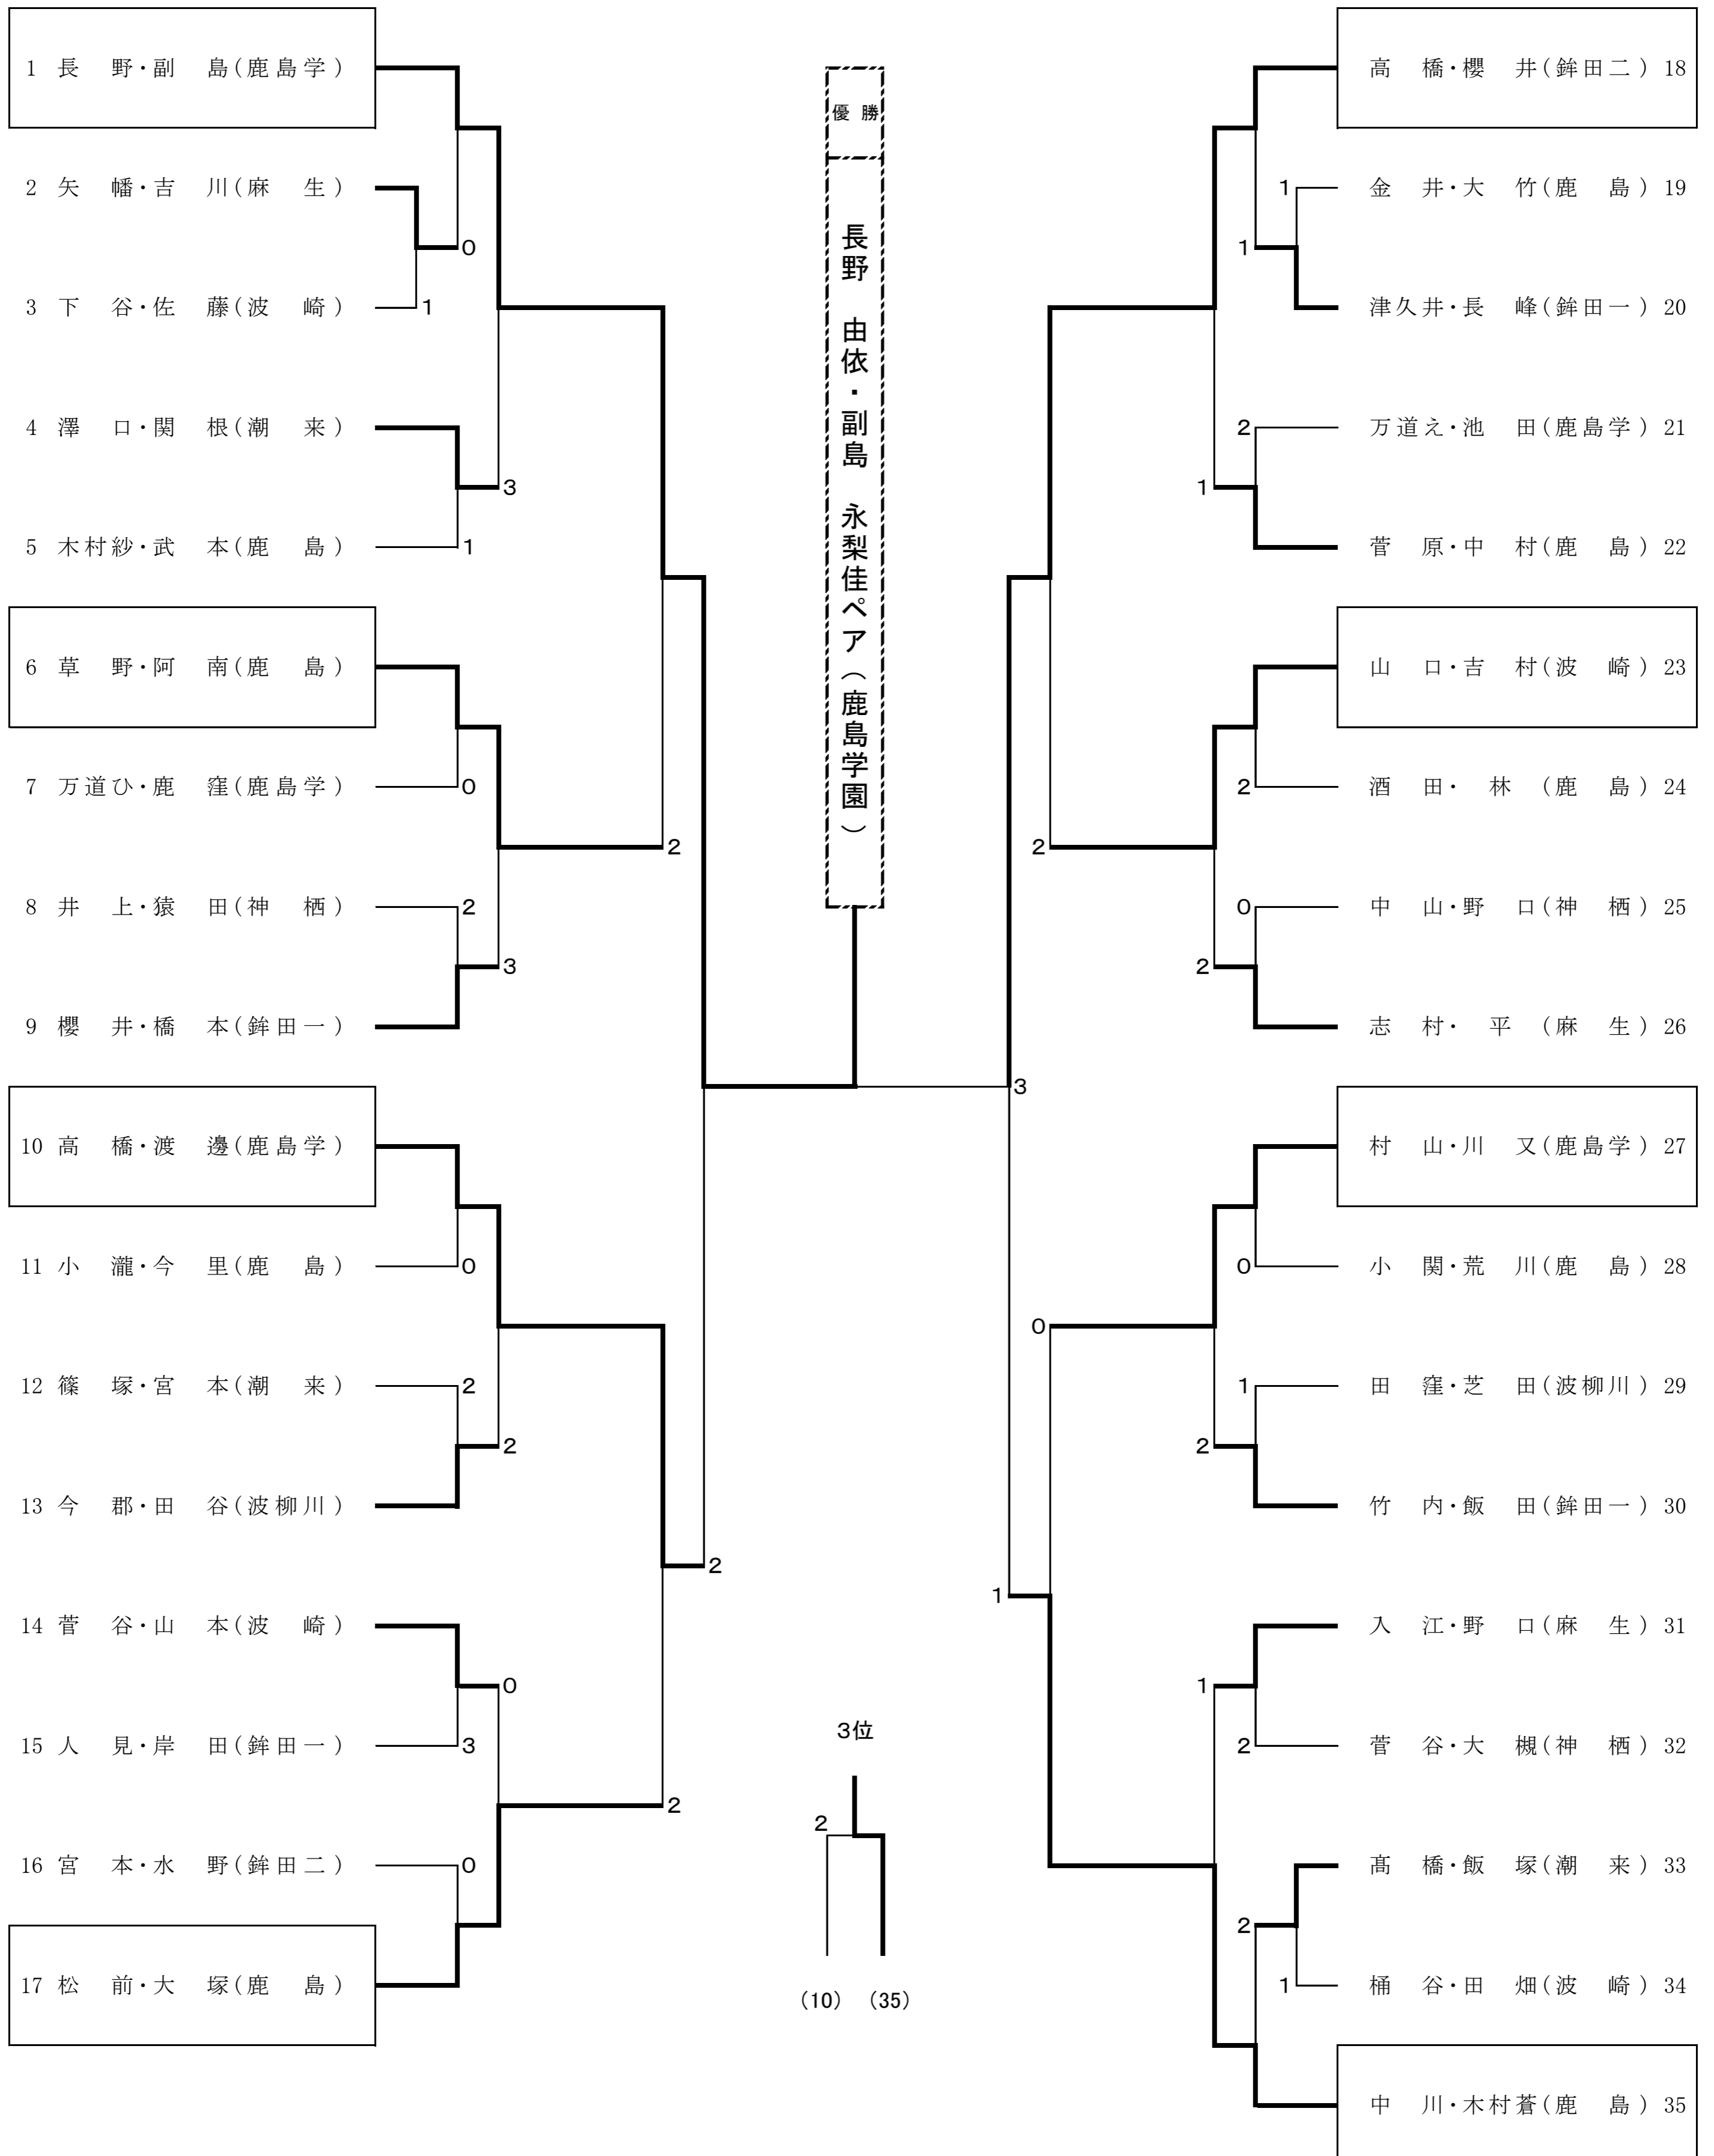 1 長 野・副 島(鹿島学)
2 矢 幡・吉 川(麻 生)
0
3 下 谷・佐 藤(波 崎)
1
4 澤 口・関 根(潮 来)
3
5 木村紗・武 本(鹿 島)
1
6 草 野・阿 南(鹿 島)
7 万道ひ・鹿 窪(鹿島学)
0
2
8 井 上・猿 田(神 栖)
2
3
9 櫻 井・橋 本(鉾田一)
10 高 橋・渡 邊(鹿島学)
11 小 瀧・今 里(鹿 島)
0
12 篠 塚・宮 本(潮 来)
2
2
13 今 郡・田 谷(波柳川)
2
14 菅 谷・山 本(波 崎)
0
15 人 見・岸 田(鉾田一)
3
2
16 宮 本・水 野(鉾田二)
0
17 松 前・大 塚(鹿 島)
優 勝
長野 由依・副島 永梨佳ペア(鹿島学園)
3
3位
2
(10) (35)
高 橋・櫻 井(鉾田二) 18
1
金 井・大 竹(鹿 島) 19
1
津久井・長 峰(鉾田一) 20
2
万道え・池 田(鹿島学) 21
1
菅 原・中 村(鹿 島) 22
山 口・吉 村(波 崎) 23
2
酒 田・ 林 (鹿 島) 24
2
0
中 山・野 口(神 栖) 25
2
志 村・ 平 (麻 生) 26
村 山・川 又(鹿島学) 27
0
小 関・荒 川(鹿 島) 28
0
1
田 窪・芝 田(波柳川) 29
2
竹 内・飯 田(鉾田一) 30
1
入 江・野 口(麻 生) 31
1
2
菅 谷・大 槻(神 栖) 32
髙 橋・飯 塚(潮 来) 33
2
1
桶 谷・田 畑(波 崎) 34
中 川・木村蒼(鹿 島) 35